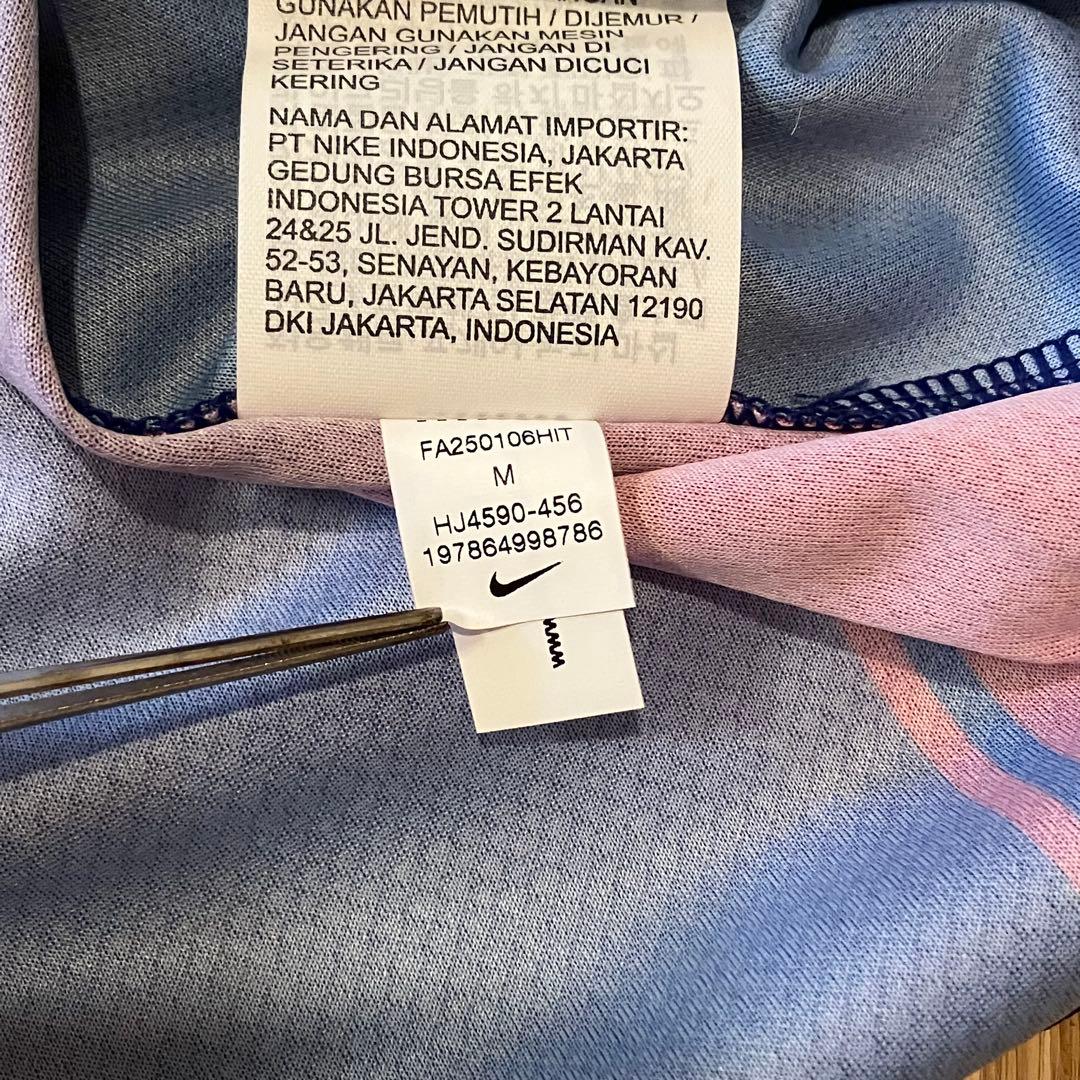 GUNAKAN PEMUTIH / DIJEMUR /
JANGAN GUNAKAN MESIN
PENGERING / JANGAN DI
SETERIKA / JANGAN DICUCI
KERING
NAMA DAN ALAMAT IMPORTIR:
PT NIKE INDONESIA, JAKARTA
GEDUNG BURSA EFEK
INDONESIA TOWER 2 LANTAI
24&25 JL. JEND. SUDIRMAN KAV.
52-53, SENAYAN, KEBAYORAN
BARU, JAKARTA SELATAN 12190
DKI JAKARTA, INDONESIA
FA250106HIT
M
HJ4590-456
197864998786